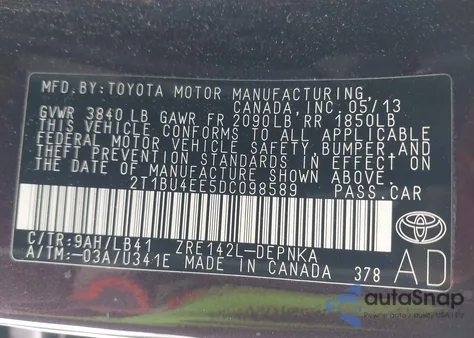 MFD. BY: TOYOTA MOTOR MANUFACTURING,
CANADA, INC. 05/13
GVWR 3840 LB GAWR FR 2090LB RR 1850LB
THIS VEHICLE CONFORMS TO ALL APPLICABLE
FEDERAL MOTOR VEHICLE SAFETY, BUMPER, AND
THEFT PREVENTION STANDARDS IN EFFECT ON
THE DATE OF MANUFACTURE SHOWN ABOVE.
2T1BU4EE5DC098589 PASS.CAR
C/TR:9AH/LB41 ZRE142L-DEPNKA
A/TM:-03A/U341E MADE IN CANADA 378
AD
autoSnap